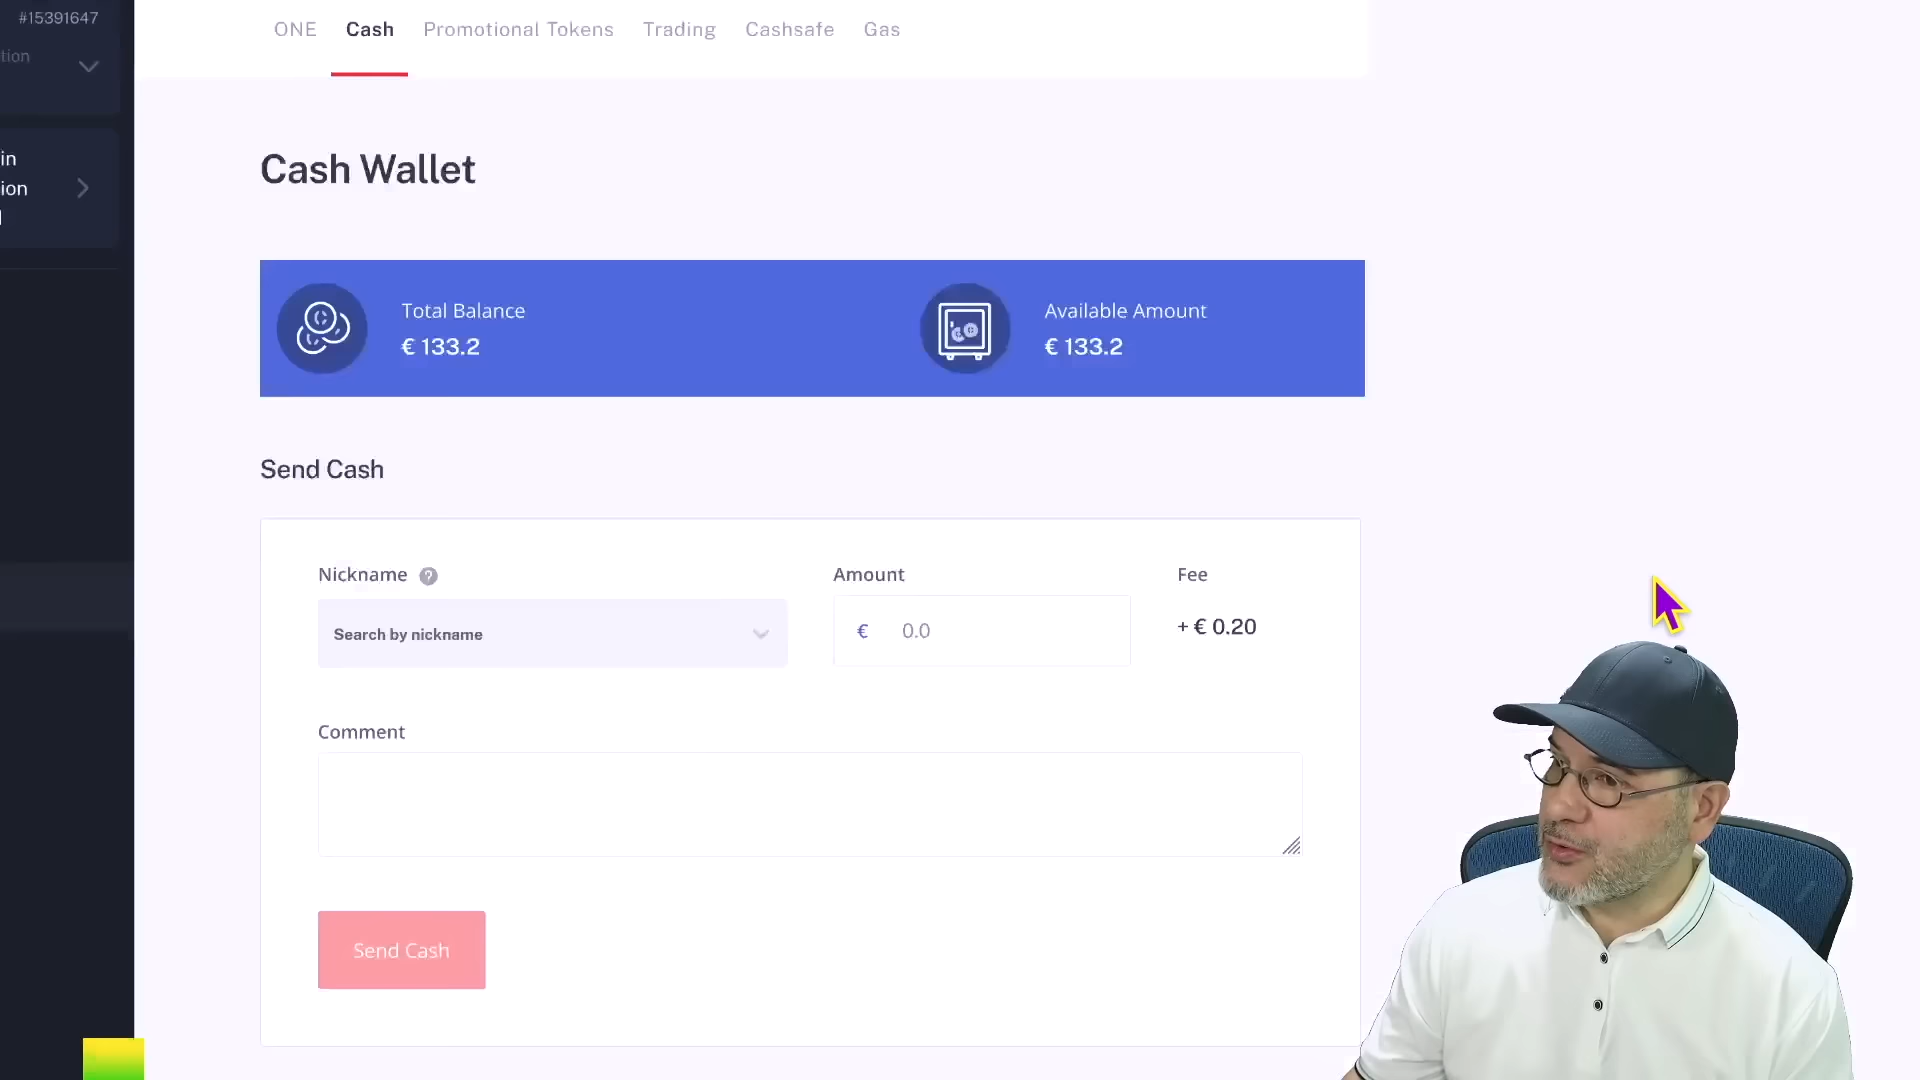 #15391647
tion
in
ion
ONE Cash Promotional Tokens Trading Cashsafe Gas
Cash Wallet
Total Balance
€ 133.2
Available Amount
€ 133.2
Send Cash
Nickname ?
Amount
Fee
Search by nickname
€ 0.0
+ € 0.20
Comment
Send Cash